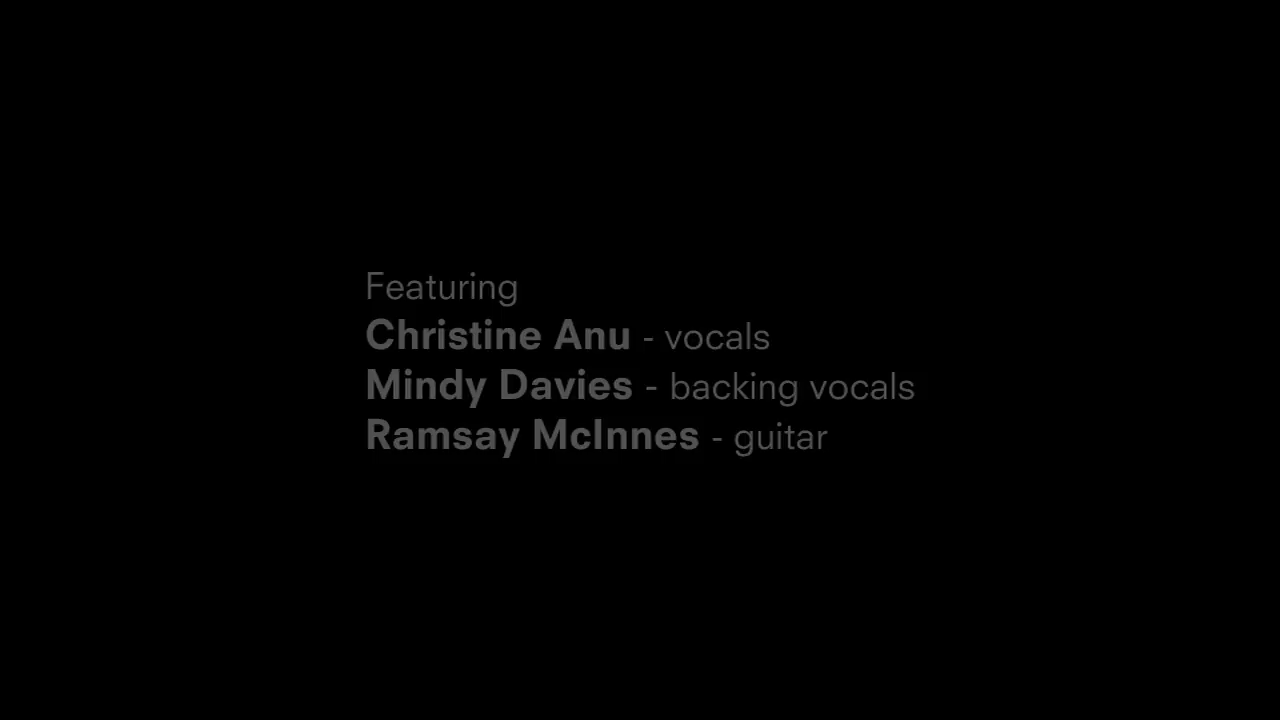 Featuring
Christine Anu - vocals
Mindy Davies - backing vocals
Ramsay McInnes - guitar